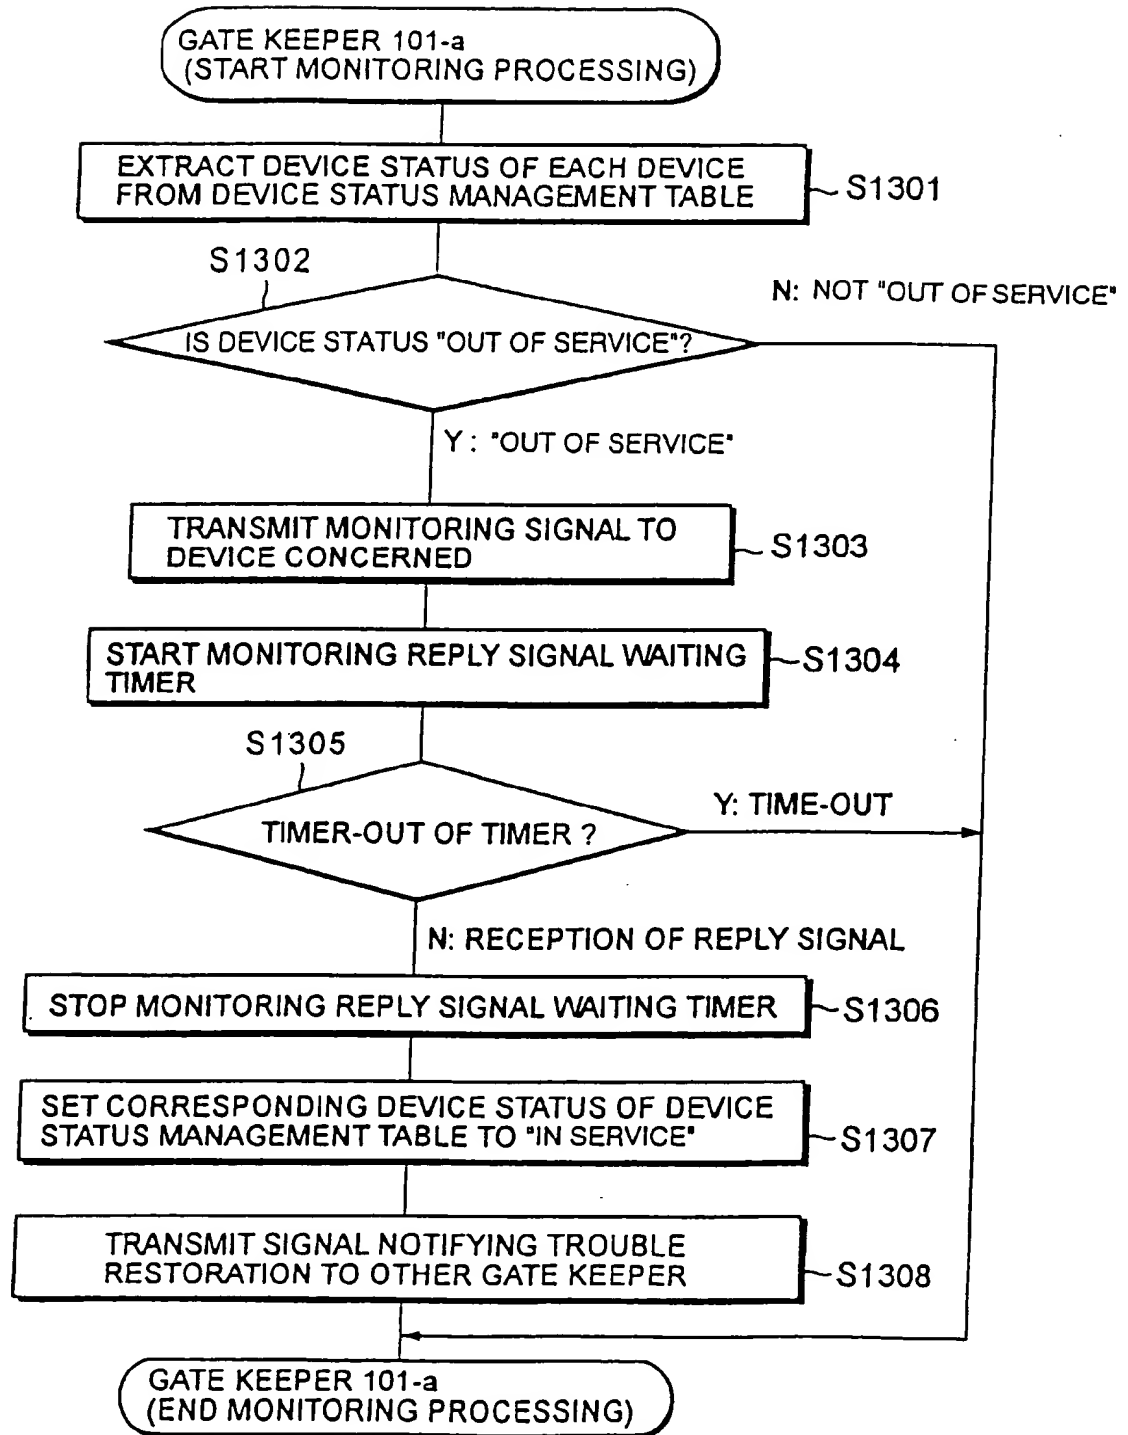 GATE KEEPER 101-a
(START MONITORING PROCESSING)
EXTRACT DEVICE STATUS OF EACH DEVICE
FROM DEVICE STATUS MANAGEMENT TABLE
S1301
S1302
N: NOT "OUT OF SERVICE"
IS DEVICE STATUS "OUT OF SERVICE"?
Y: "OUT OF SERVICE"
TRANSMIT MONITORING SIGNAL TO
DEVICE CONCERNED
S1303
START MONITORING REPLY SIGNAL WAITING
TIMER
S1304
S1305
Y: TIME-OUT
TIMER-OUT OF TIMER ?
N: RECEPTION OF REPLY SIGNAL
STOP MONITORING REPLY SIGNAL WAITING TIMER
S1306
SET CORRESPONDING DEVICE STATUS OF DEVICE
STATUS MANAGEMENT TABLE TO "IN SERVICE"
S1307
TRANSMIT SIGNAL NOTIFYING TROUBLE
RESTORATION TO OTHER GATE KEEPER
S1308
GATE KEEPER 101-a
(END MONITORING PROCESSING)